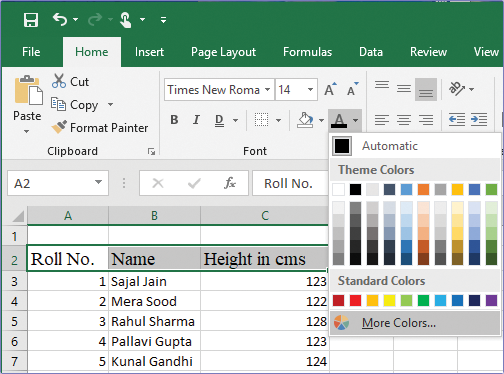 File Home Insert Page Layout Formulas Data Review View
Cut
Copy
Format Painter
Paste
Clipboard
Times New Roma 14 A A
B I D A
Font
Automatic
Theme Colors
Standard Colors
More Colors...
A2 fx Roll No.
A B C
1
2 Roll No. Name Height in cms
3 1 Sajal Jain 123
4 2 Mera Sood 122
5 3 Rahul Sharma 128
6 4 Pallavi Gupta 123
7 5 Kunal Gandhi 124